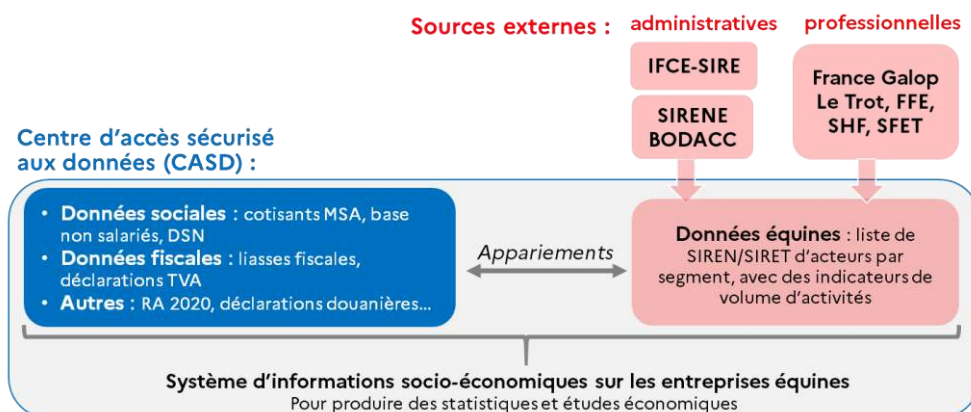 Sources externes :
administratives
professionnelles
IFCE-SIRE
SIRENE
BODACC
France Galop
Le Trot, FFE,
SHF, SFET
Centre d'accès sécurisé
aux données (CASD) :
• Données sociales : cotisants MSA, base
non salariés, DSN
• Données fiscales : liasses fiscales,
déclarations TVA
• Autres : RA 2020, déclarations douanières...
Appariements
Données équines : liste de
SIREN/SIRET d'acteurs par
segment, avec des indicateurs de
volume d'activités
Système d'informations socio-économiques sur les entreprises équines
Pour produire des statistiques et études économiques